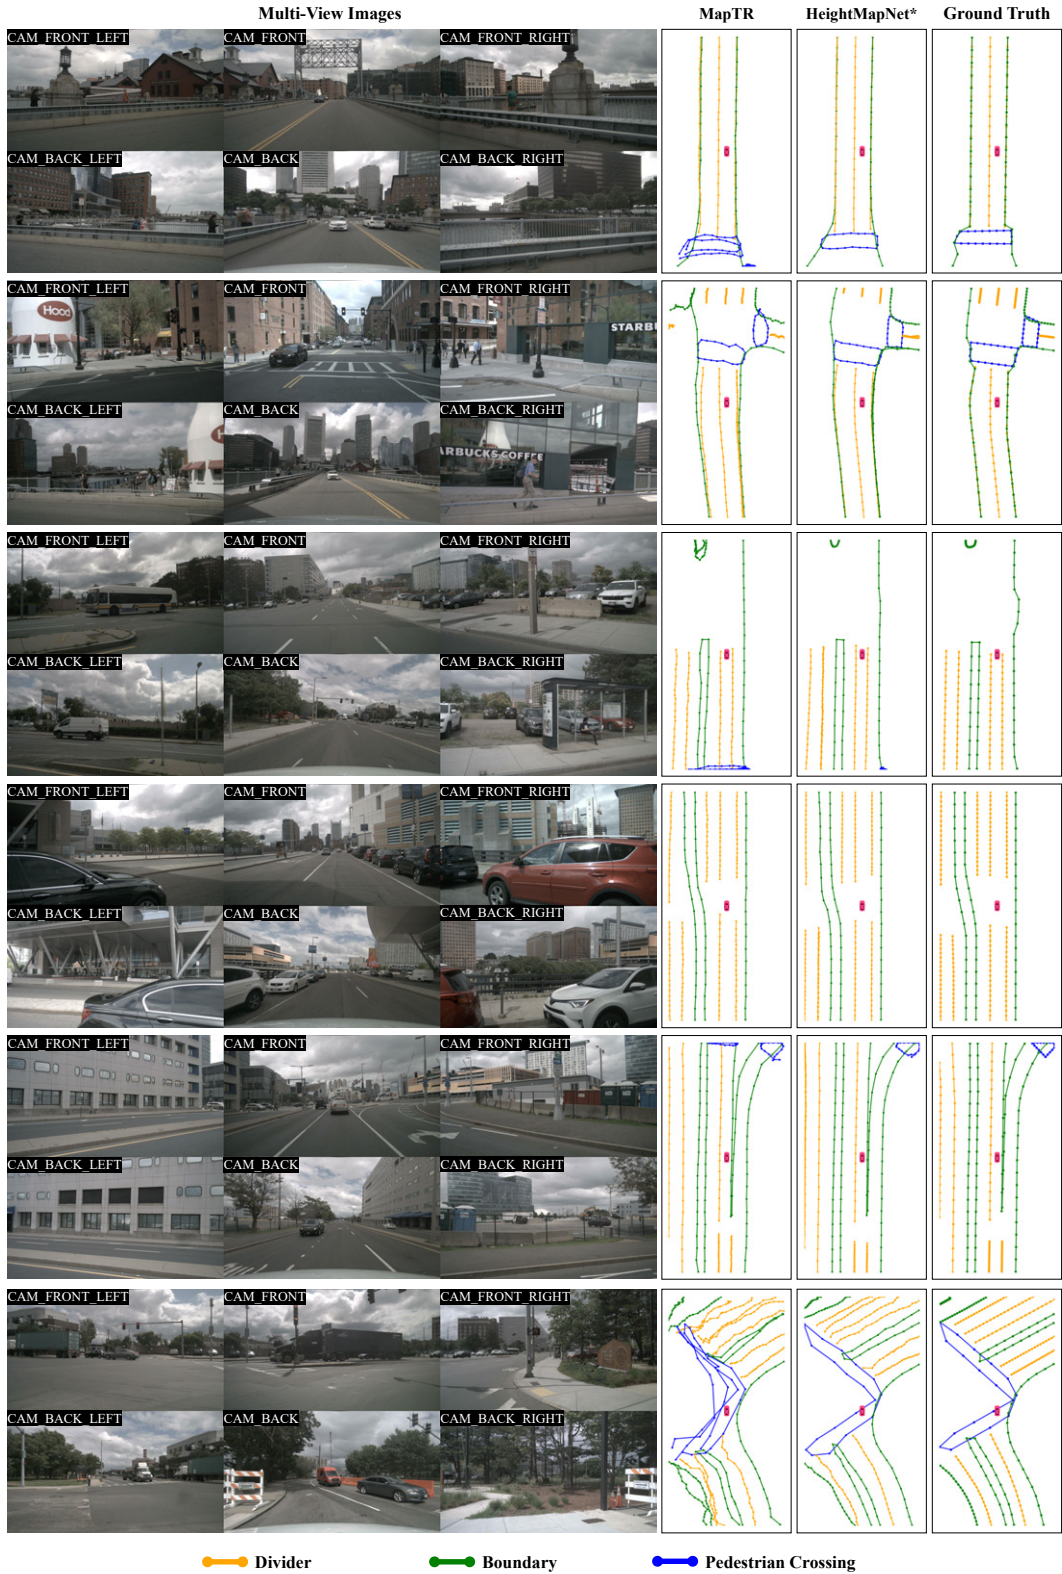 Multi-View Images MapTR HeightMapNet* Ground Truth
CAM_FRONT_LEFT CAM_FRONT CAM_FRONT_RIGHT
CAM_BACK_LEFT CAM_BACK CAM_BACK_RIGHT
CAM_FRONT_LEFT CAM_FRONT CAM_FRONT_RIGHT
Hood STARB
CAM_BACK_LEFT CAM_BACK CAM_BACK_RIGHT
ARBUCKS COFFEE
CAM_FRONT_LEFT CAM_FRONT CAM_FRONT_RIGHT
CAM_BACK_LEFT CAM_BACK CAM_BACK_RIGHT
CAM_FRONT_LEFT CAM_FRONT CAM_FRONT_RIGHT
CAM_BACK_LEFT CAM_BACK CAM_BACK_RIGHT
CAM_FRONT_LEFT CAM_FRONT CAM_FRONT_RIGHT
CAM_BACK_LEFT CAM_BACK CAM_BACK_RIGHT
CAM_FRONT_LEFT CAM_FRONT CAM_FRONT_RIGHT
CAM_BACK_LEFT CAM_BACK CAM_BACK_RIGHT
Divider Boundary Pedestrian Crossing